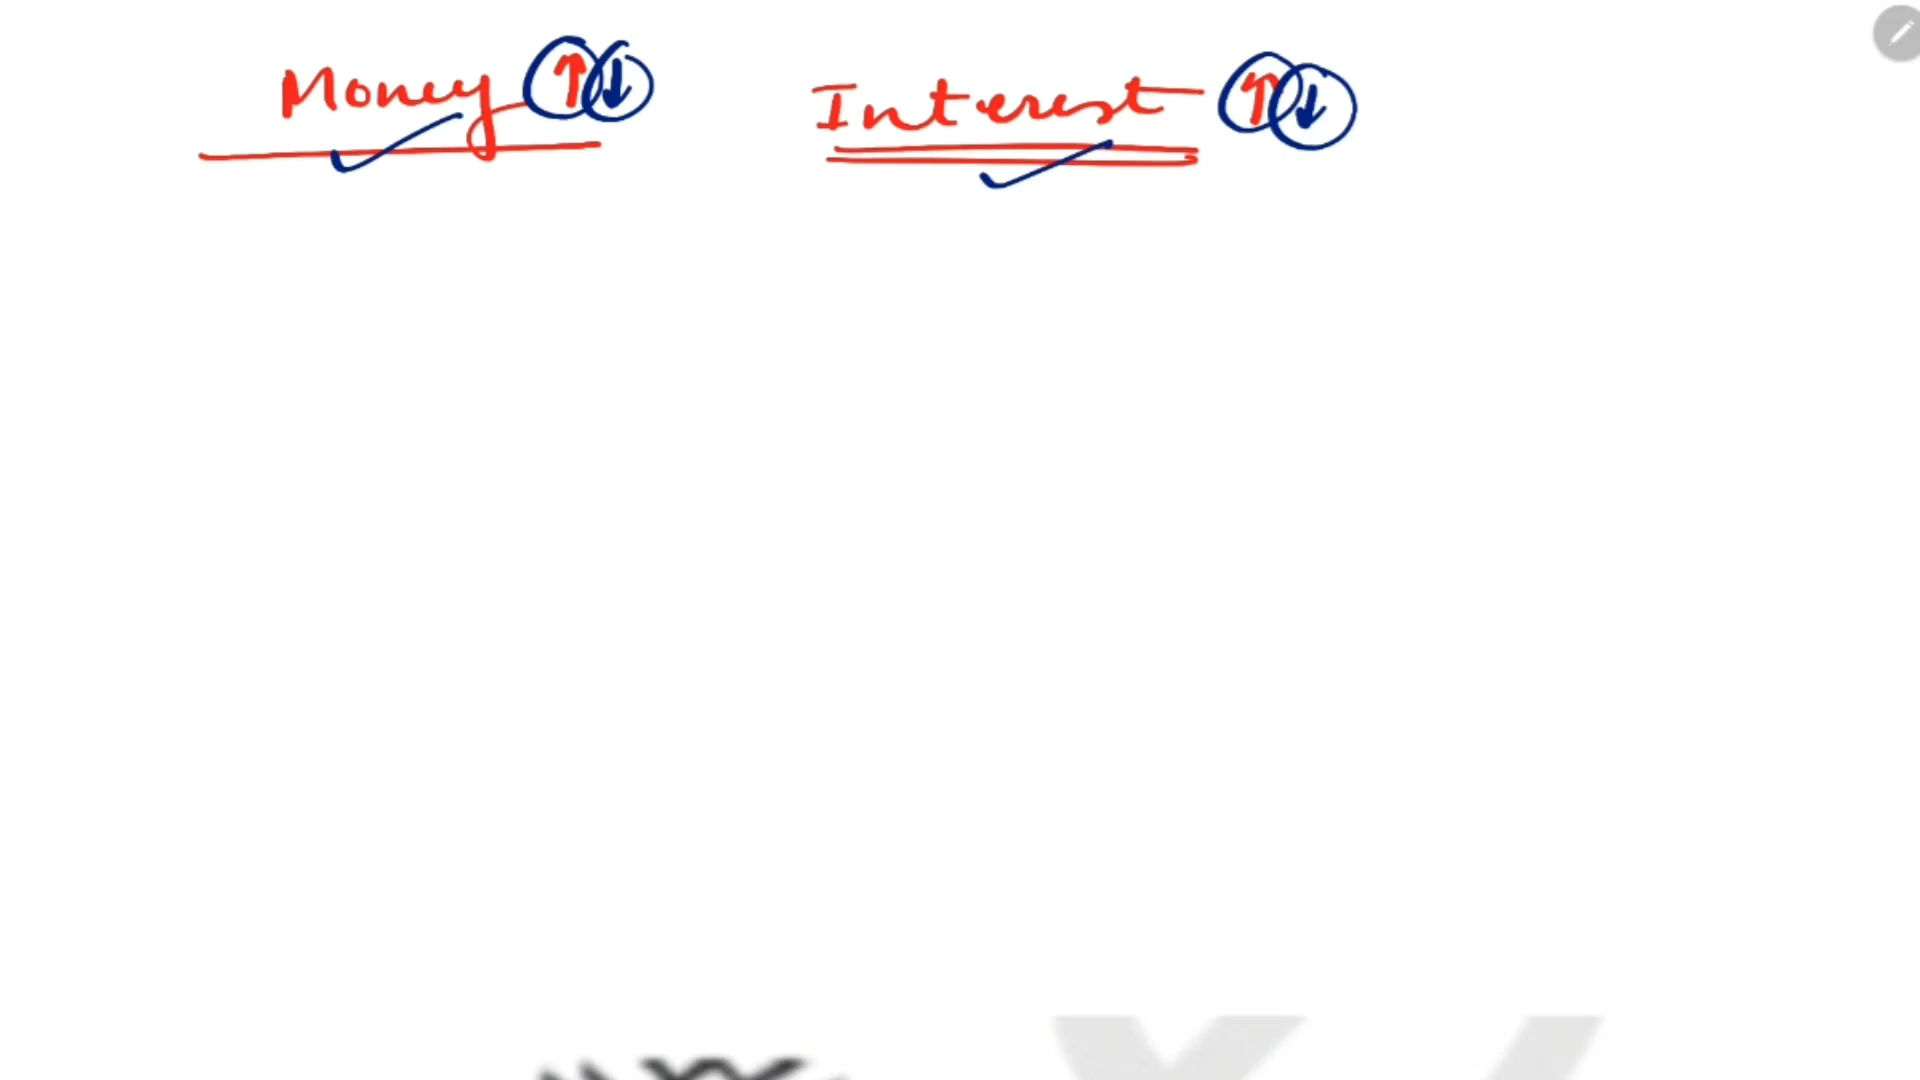 Money ↑↓ Interest ↑↓